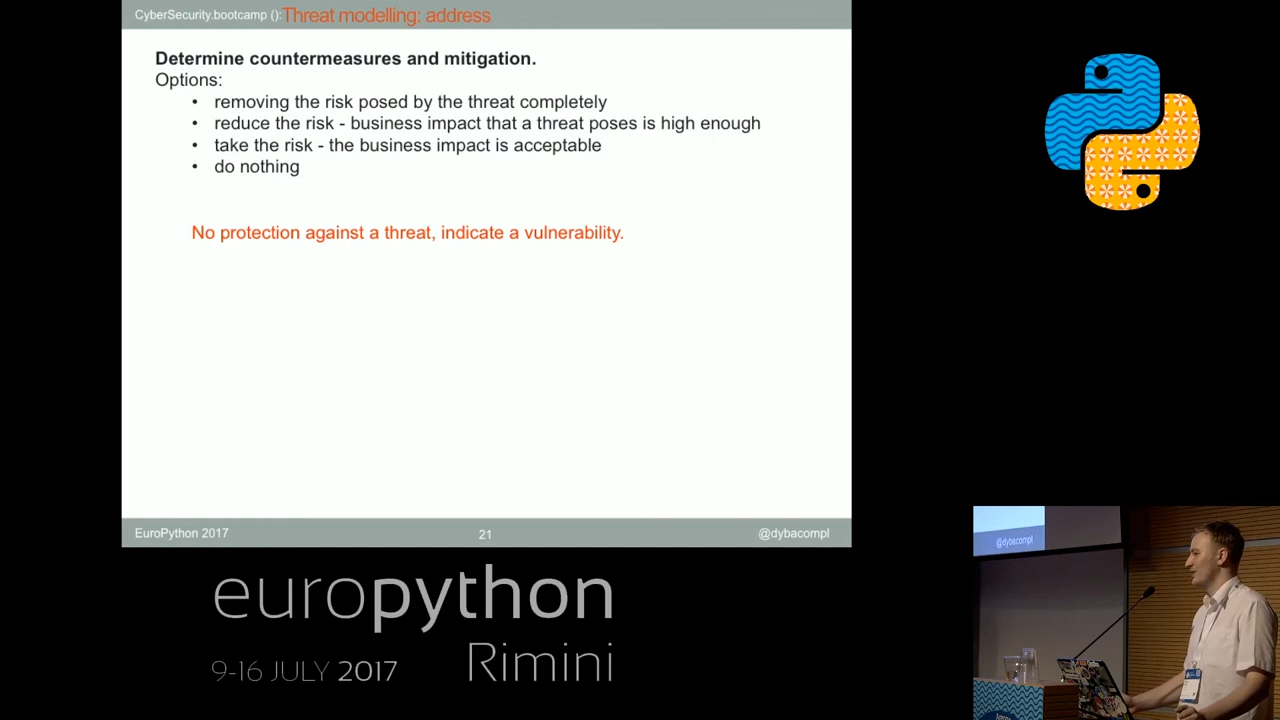 CyberSecurity.bootcamp ():Threat modelling: address
Determine countermeasures and mitigation.
Options:
• removing the risk posed by the threat completely
• reduce the risk - business impact that a threat poses is high enough
• take the risk - the business impact is acceptable
• do nothing
No protection against a threat, indicate a vulnerability.
EuroPython 2017 21 @dybacompl
europython
9-16 JULY 2017 Rimini
@dybacompl